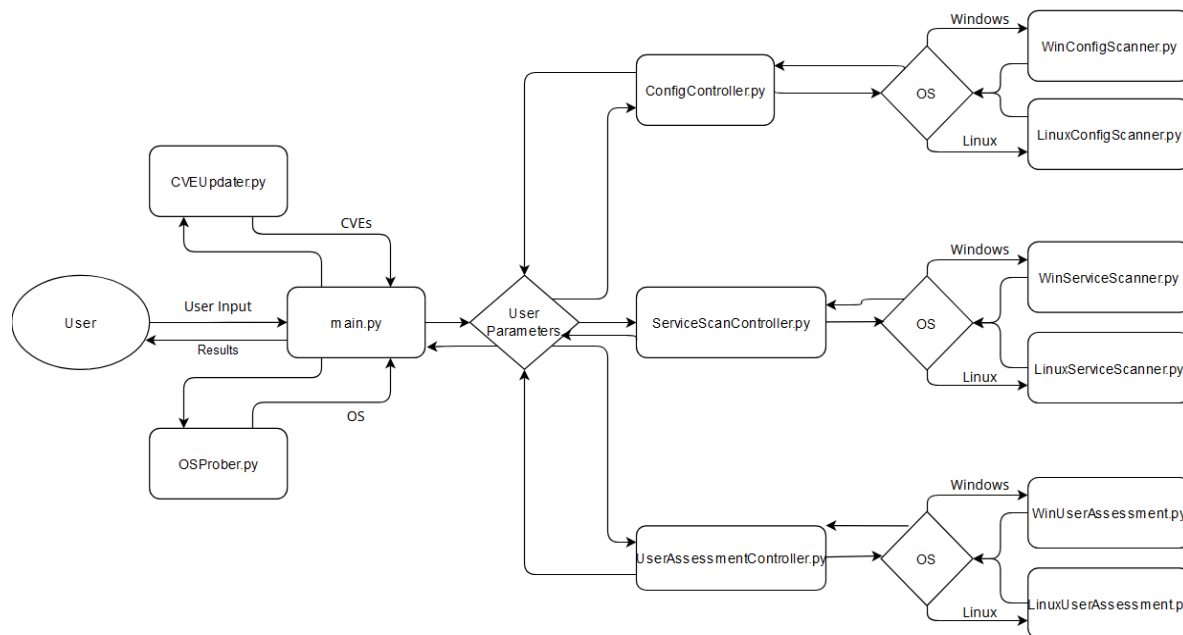 Windows
WinConfigScanner.py
ConfigController.py
OS
LinuxConfigScanner.py
Linux
CVEUpdater.py
CVEs
Windows
WinServiceScanner.py
User
User Input
main.py
User
Parameters
ServiceScanController.py
OS
Results
LinuxServiceScanner.py
Linux
OS
OSProber.py
Windows
WinUserAssessment.py
UserAssessmentController.py
OS
LinuxUserAssessment.p
Linux